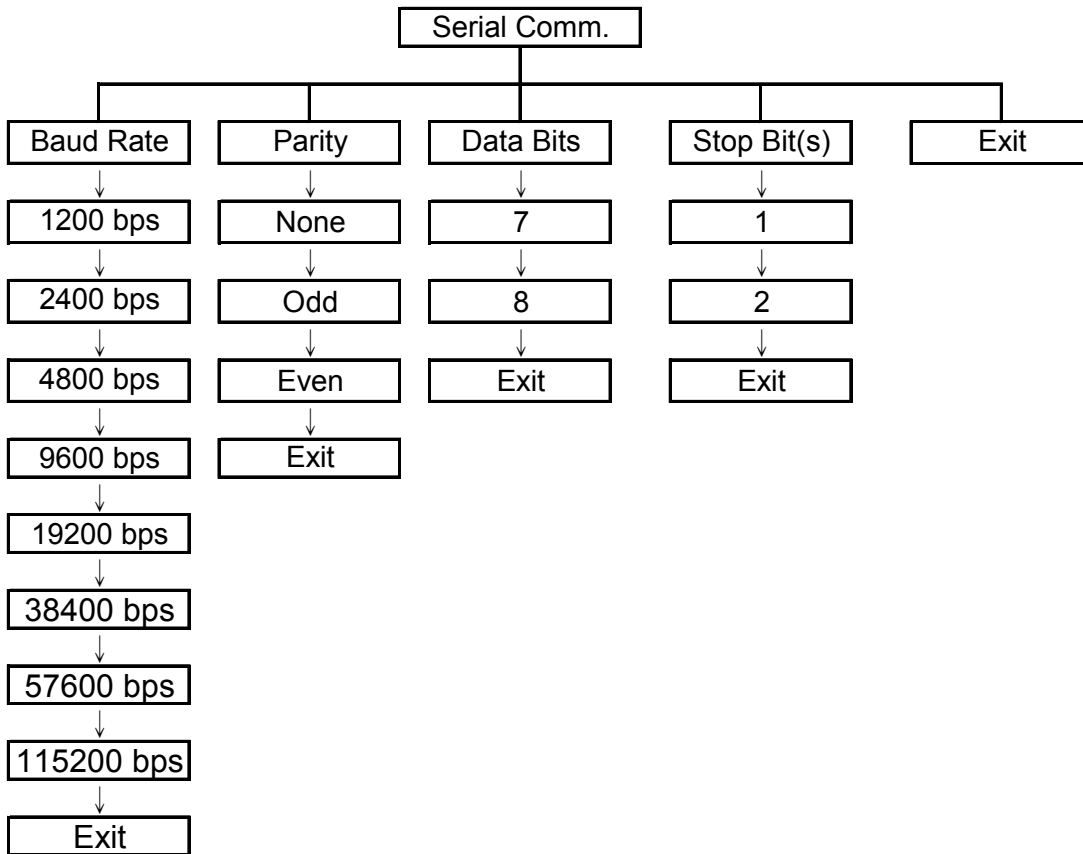 Serial Comm.
Baud Rate
Parity
Data Bits
Stop Bit(s)
Exit
1200 bps
None
7
1
2400 bps
Odd
8
2
4800 bps
Even
Exit
Exit
9600 bps
Exit
19200 bps
38400 bps
57600 bps
115200 bps
Exit